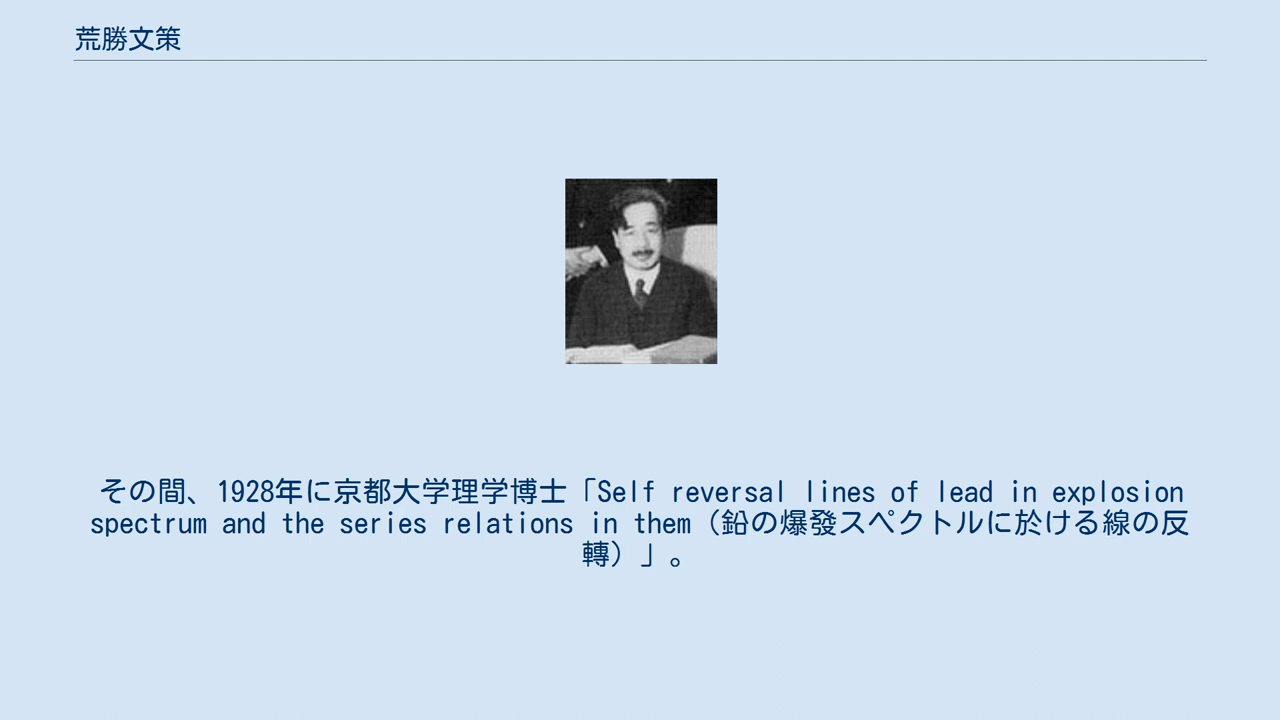 荒勝文策
その間、1928年に京都大学理学博士「Self reversal lines of lead in explosion
spectrum and the series relations in them（鉛の爆發スペクトルに於ける線の反
轉）」。